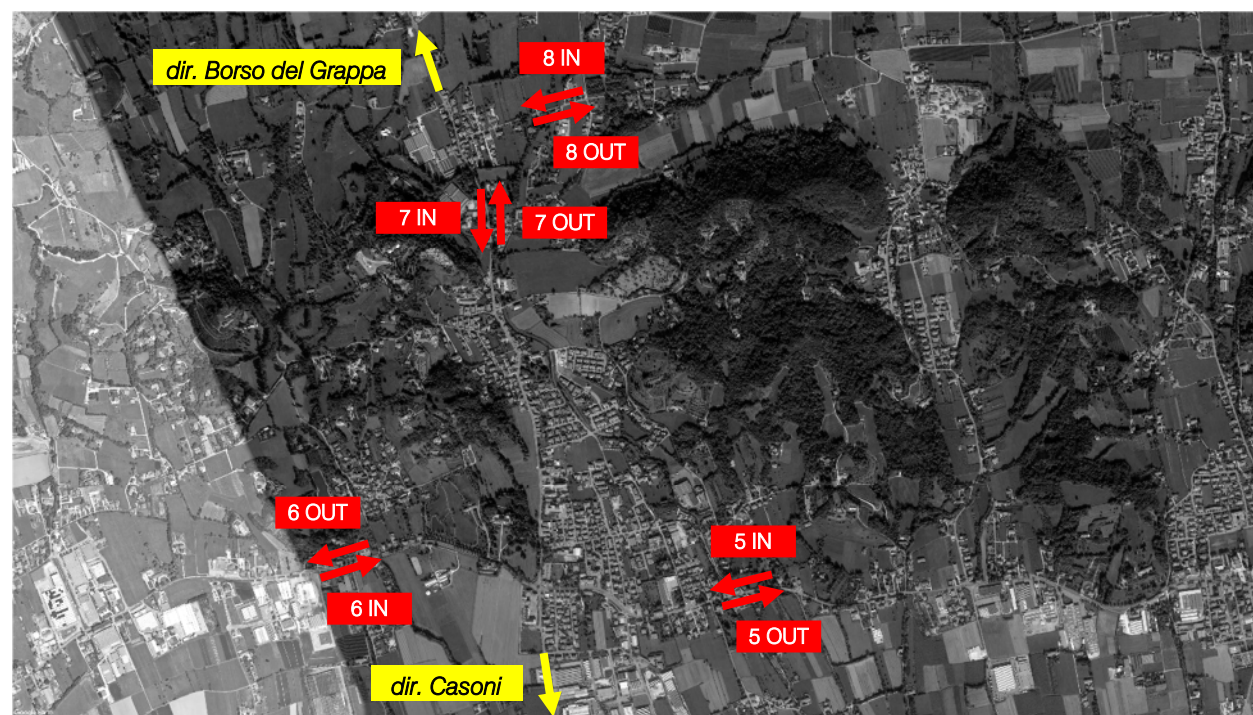 8 IN
dir. Borso del Grappa
8 OUT
7 IN
7 OUT
6 OUT
5 IN
6 IN
5 OUT
dir. Casoni